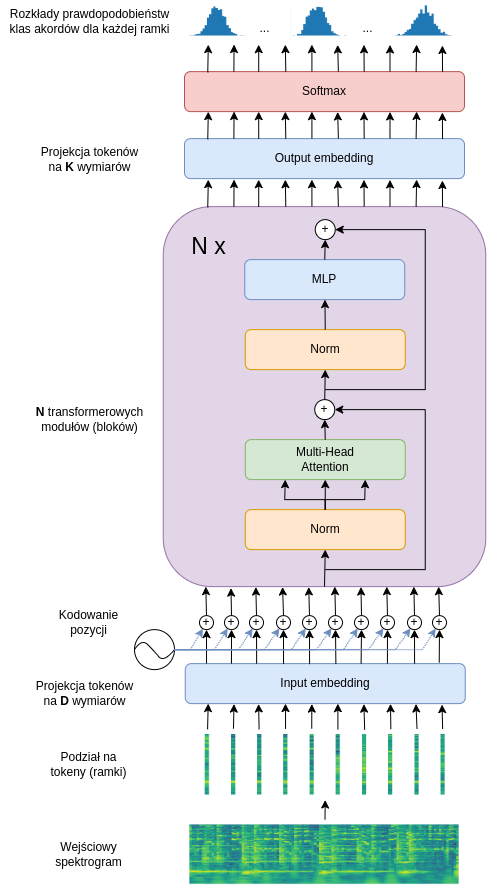 Rozkłady prawdopodobieństw
klas akordów dla każdej ramki
... ...
Softmax
Projekcja tokenów
na K wymiarów
Output embedding
N x
+
MLP
Norm
N transformerowych
modułów (bloków)
+
Multi-Head
Attention
Norm
Kodowanie
pozycji
+ + + + + + + + + +
Projekcja tokenów
na D wymiarów
Input embedding
Podział na
tokeny (ramki)
Wejściowy
spektrogram